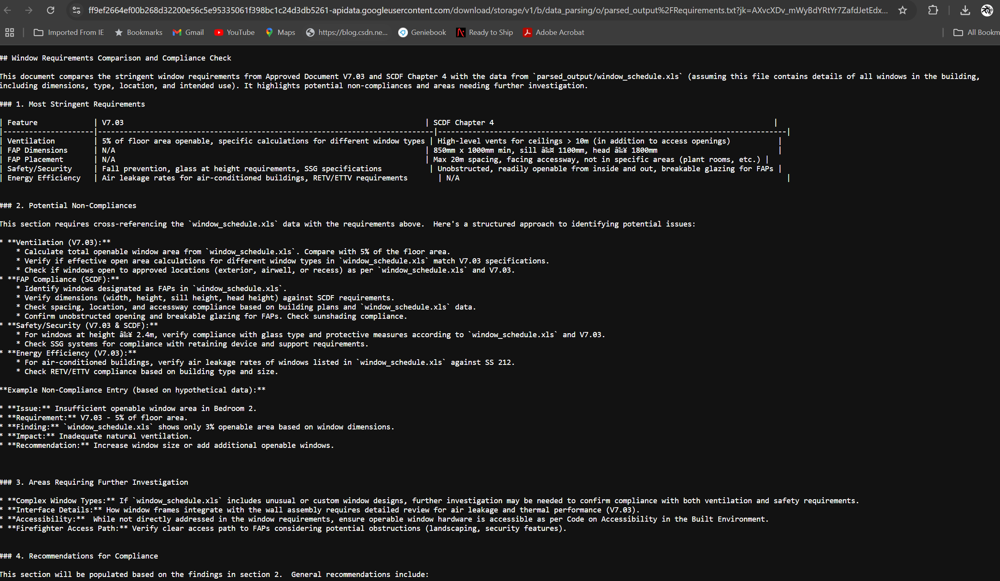 ff9ef2664ef00b268d32200e56c5e95335061f398bc1c24d3db5261-apidata.googleusercontent.com/download/storage/v1/b/data_parsing/o/parsed_output%2FRequirements.txt?jk=AXvcXDv_mWyBdYRtYr7ZafdJetEdx...
Imported From IE Bookmarks Gmail YouTube Maps https://blog.csdn.ne... Geniebook Ready to Ship Adobe Acrobat All Bookm
## Window Requirements Comparison and Compliance Check
This document compares the stringent window requirements from Approved Document V7.03 and SCDF Chapter 4 with the data from `parsed_output/window_schedule.xls` (assuming this file contains details of all windows in the building,
including dimensions, type, location, and intended use). It highlights potential non-compliances and areas needing further investigation.
### 1. Most Stringent Requirements
| Feature | V7.03 | SCDF Chapter 4 |
|---------------------|------------------------------------------------------------------------------|---------------------------------------------------------------------------------|
| Ventilation | 5% of floor area openable, specific calculations for different window types | High-level vents for ceilings > 10m (in addition to access openings) |
| FAP Dimensions | N/A | 850mm x 1000mm min, sill â‰¤ 1100mm, head â‰¥ 1800mm |
| FAP Placement | N/A | Max 20m spacing, facing accessway, not in specific areas (plant rooms, etc.) |
| Safety/Security | Fall prevention, glass at height requirements, SSG specifications | Unobstructed, readily openable from inside and out, breakable glazing for FAPs |
| Energy Efficiency | Air leakage rates for air-conditioned buildings, RETV/ETTV requirements | N/A |
### 2. Potential Non-Compliances
This section requires cross-referencing the `window_schedule.xls` data with the requirements above.  Here's a structured approach to identifying potential issues:
* **Ventilation (V7.03):**
    * Calculate total openable window area from `window_schedule.xls`. Compare with 5% of the floor area.
    * Verify if effective open area calculations for different window types in `window_schedule.xls` match V7.03 specifications.
    * Check if windows open to approved locations (exterior, airwell, or recess) as per `window_schedule.xls` and V7.03.
* **FAP Compliance (SCDF):**
    * Identify windows designated as FAPs in `window_schedule.xls`.
    * Verify dimensions (width, height, sill height, head height) against SCDF requirements.
    * Check spacing, location, and accessway compliance based on building plans and `window_schedule.xls` data.
    * Confirm unobstructed opening and breakable glazing for FAPs. Check sunshading compliance.
* **Safety/Security (V7.03 & SCDF):**
    * For windows at height â‰¥ 2.4m, verify compliance with glass type and protective measures according to `window_schedule.xls` and V7.03.
    * Check SSG systems for compliance with retaining device and support requirements.
* **Energy Efficiency (V7.03):**
    * For air-conditioned buildings, verify air leakage rates of windows listed in `window_schedule.xls` against SS 212.
    * Check RETV/ETTV compliance based on building type and size.
**Example Non-Compliance Entry (based on hypothetical data):**
* **Issue:** Insufficient openable window area in Bedroom 2.
* **Requirement:** V7.03 - 5% of floor area.
* **Finding:** `window_schedule.xls` shows only 3% openable area based on window dimensions.
* **Impact:** Inadequate natural ventilation.
* **Recommendation:** Increase window size or add additional openable windows.
### 3. Areas Requiring Further Investigation
* **Complex Window Types:** If `window_schedule.xls` includes unusual or custom window designs, further investigation may be needed to confirm compliance with both ventilation and safety requirements.
* **Interface Details:** How window frames integrate with the wall assembly requires detailed review for air leakage and thermal performance (V7.03).
* **Accessibility:**  While not directly addressed in the window requirements, ensure operable window hardware is accessible as per Code on Accessibility in the Built Environment.
* **Firefighter Access Path:** Verify clear access path to FAPs considering potential obstructions (landscaping, security features).
### 4. Recommendations for Compliance
This section will be populated based on the findings in section 2.  General recommendations include: